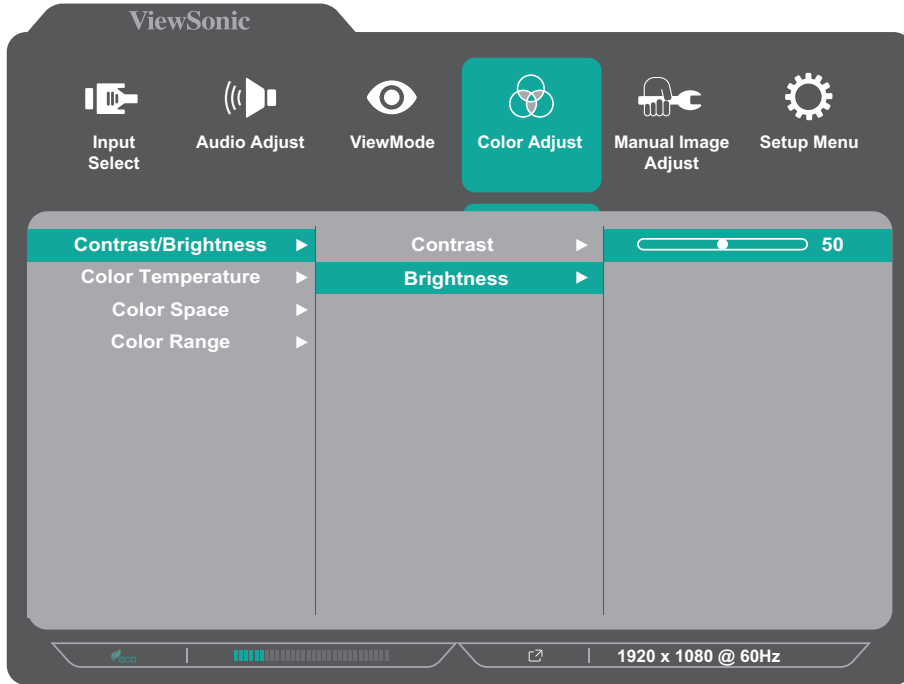 ViewSonic
Input
Select
Audio Adjust
ViewMode
Color Adjust
Manual Image
Adjust
Setup Menu
Contrast/Brightness
Contrast
50
Color Temperature
Brightness
Color Space
Color Range
eco
1920 x 1080 @ 60Hz